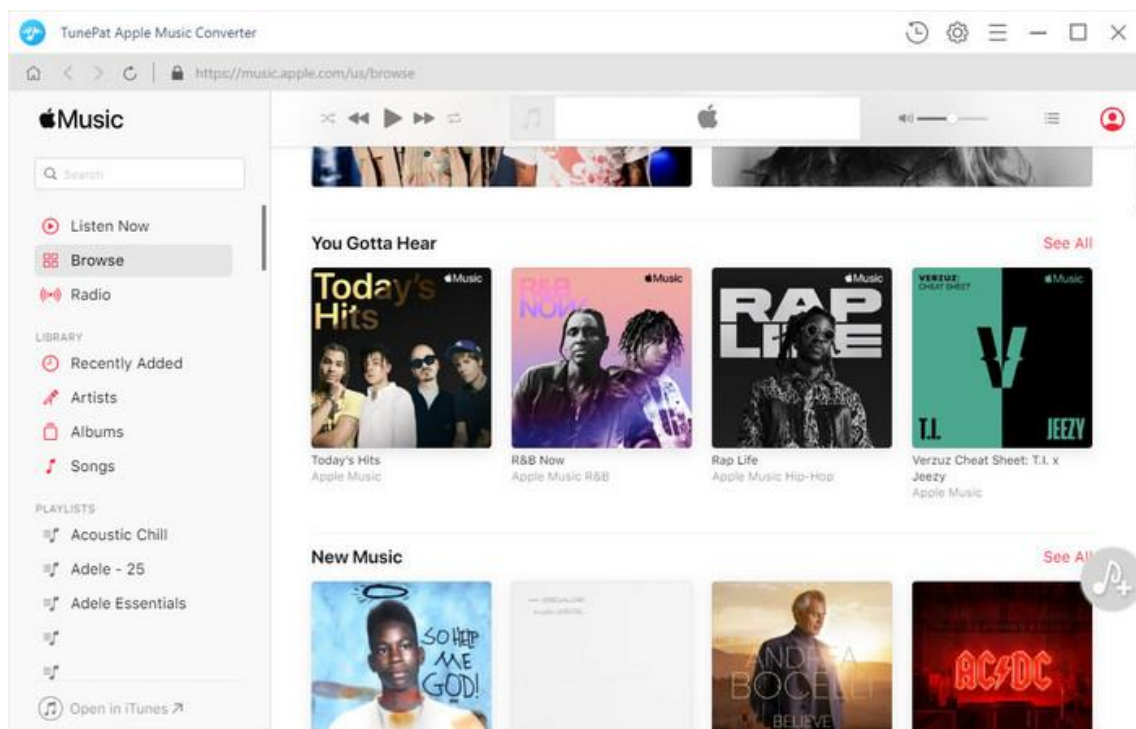 TunePat Apple Music Converter
https://music.apple.com/us/browse
Music
Search
Listen Now
Browse
Radio
LIBRARY
Recently Added
Artists
Albums
Songs
PLAYLISTS
Acoustic Chill
Adele - 25
Adele Essentials
Open in iTunes
You Gotta Hear
See All
Today's Hits
Music
R&B NOW
Music
RAP LIFE
Music
VERZUZ:
CHEAT SHEET
Music
T.I.
JEEZY
Today's Hits
Apple Music
R&B Now
Apple Music R&B
Rap Life
Apple Music Hip-Hop
Verzuz Cheat Sheet: T.I. x
Jeezy
Apple Music
New Music
See All
SO HELP
ME
GOD!
ANDREA
BOCELLI
BELIEVE
AC/DC